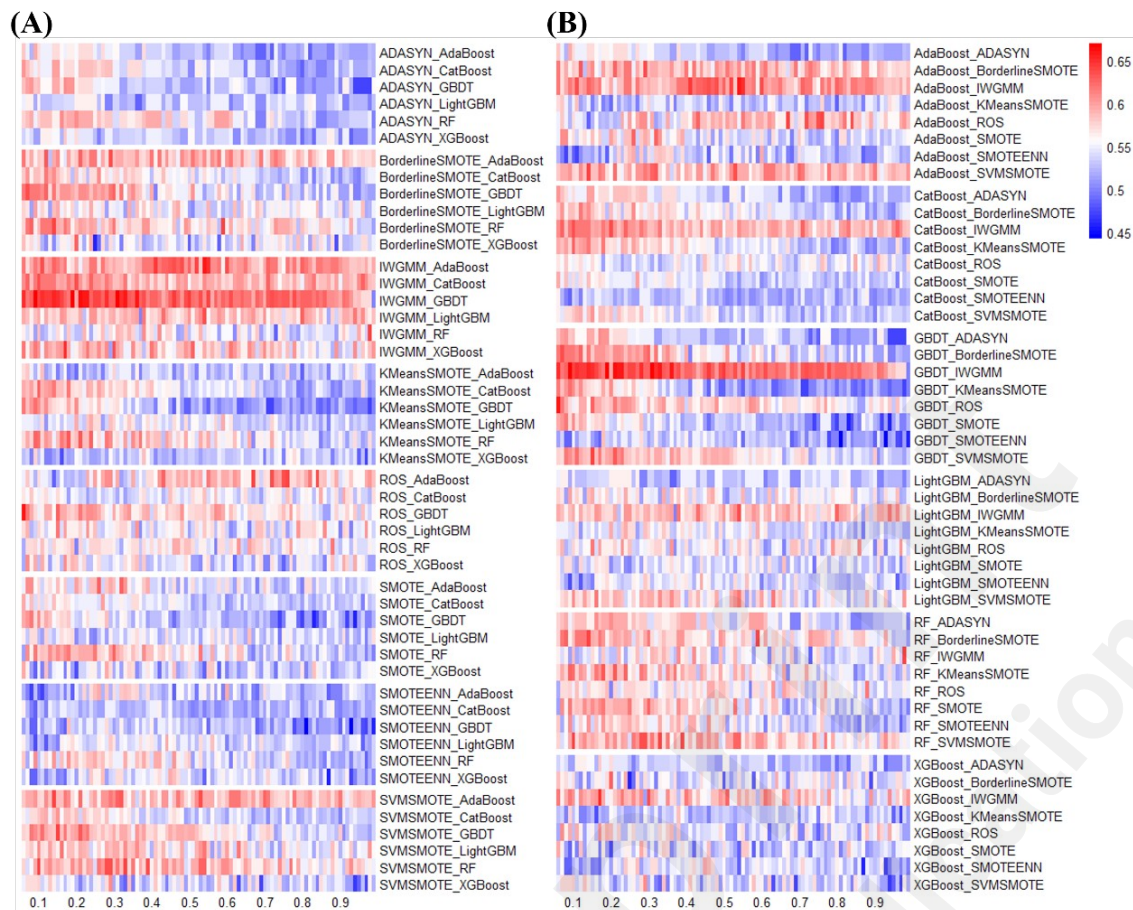 (A)
ADASYN_AdaBoost
ADASYN_CatBoost
ADASYN_GBDT
ADASYN_LightGBM
ADASYN_RF
ADASYN_XGBoost
BorderlineSMOTE_AdaBoost
BorderlineSMOTE_CatBoost
BorderlineSMOTE_GBDT
BorderlineSMOTE_LightGBM
BorderlineSMOTE_RF
BorderlineSMOTE_XGBoost
IWGMM_AdaBoost
IWGMM_CatBoost
IWGMM_GBDT
IWGMM_LightGBM
IWGMM_RF
IWGMM_XGBoost
KMeansSMOTE_AdaBoost
KMeansSMOTE_CatBoost
KMeansSMOTE_GBDT
KMeansSMOTE_LightGBM
KMeansSMOTE_RF
KMeansSMOTE_XGBoost
ROS_AdaBoost
ROS_CatBoost
ROS_GBDT
ROS_LightGBM
ROS_RF
ROS_XGBoost
SMOTE_AdaBoost
SMOTE_CatBoost
SMOTE_GBDT
SMOTE_LightGBM
SMOTE_RF
SMOTE_XGBoost
SMOTEENN_AdaBoost
SMOTEENN_CatBoost
SMOTEENN_GBDT
SMOTEENN_LightGBM
SMOTEENN_RF
SMOTEENN_XGBoost
SVMSMOTE_AdaBoost
SVMSMOTE_CatBoost
SVMSMOTE_GBDT
SVMSMOTE_LightGBM
SVMSMOTE_RF
SVMSMOTE_XGBoost
0.1 0.2 0.3 0.4 0.5 0.6 0.7 0.8 0.9
(B)
AdaBoost_ADASYN
AdaBoost_BorderlineSMOTE
AdaBoost_IWGMM
AdaBoost_KMeansSMOTE
AdaBoost_ROS
AdaBoost_SMOTE
AdaBoost_SMOTEENN
AdaBoost_SVMSMOTE
CatBoost_ADASYN
CatBoost_BorderlineSMOTE
CatBoost_IWGMM
CatBoost_KMeansSMOTE
CatBoost_ROS
CatBoost_SMOTE
CatBoost_SMOTEENN
CatBoost_SVMSMOTE
GBDT_ADASYN
GBDT_BorderlineSMOTE
GBDT_IWGMM
GBDT_KMeansSMOTE
GBDT_ROS
GBDT_SMOTE
GBDT_SMOTEENN
GBDT_SVMSMOTE
LightGBM_ADASYN
LightGBM_BorderlineSMOTE
LightGBM_IWGMM
LightGBM_KMeansSMOTE
LightGBM_ROS
LightGBM_SMOTE
LightGBM_SMOTEENN
LightGBM_SVMSMOTE
RF_ADASYN
RF_BorderlineSMOTE
RF_IWGMM
RF_KMeansSMOTE
RF_ROS
RF_SMOTE
RF_SMOTEENN
RF_SVMSMOTE
XGBoost_ADASYN
XGBoost_BorderlineSMOTE
XGBoost_IWGMM
XGBoost_KMeansSMOTE
XGBoost_ROS
XGBoost_SMOTE
XGBoost_SMOTEENN
XGBoost_SVMSMOTE
0.1 0.2 0.3 0.4 0.5 0.6 0.7 0.8 0.9
0.65
0.6
0.55
0.5
0.45